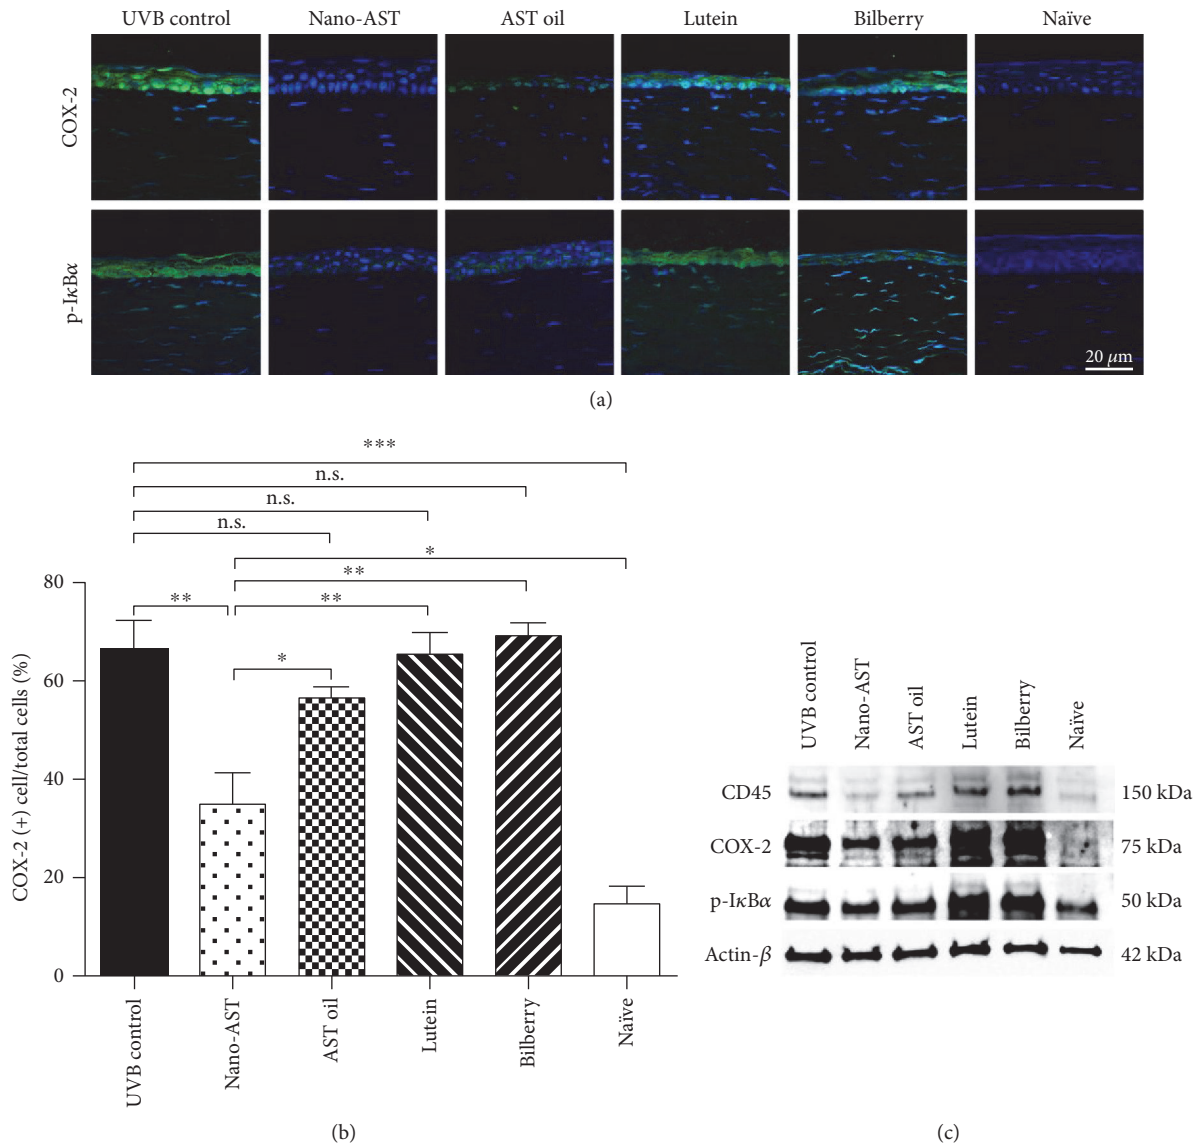 UVB control Nano-AST AST oil Lutein Bilberry Naïve
COX-2
p-IκBα
20 μm
(a)
***
n.s.
n.s.
n.s.
*
**
** **
*
COX-2 (+) cell/total cells (%)
80
60
40
20
0
UVB control Nano-AST AST oil Lutein Bilberry Naïve
(b)
UVB control Nano-AST AST oil Lutein Bilberry Naïve
CD45 150 kDa
COX-2 75 kDa
p-IκBα 50 kDa
Actin-β 42 kDa
(c)